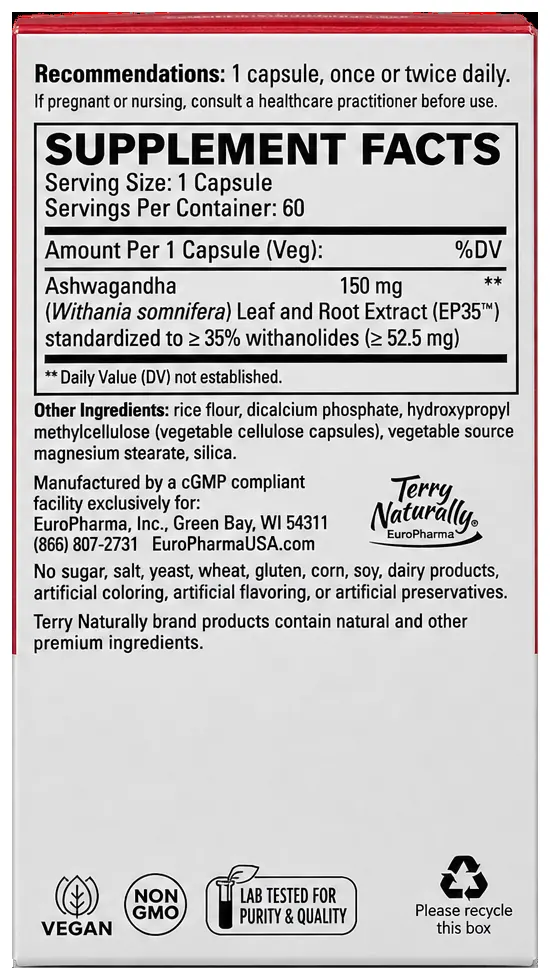 Recommendations: 1 capsule, once or twice daily.
If pregnant or nursing, consult a healthcare practitioner before use.
SUPPLEMENT FACTS
Serving Size: 1 Capsule
Servings Per Container: 60
Amount Per 1 Capsule (Veg): %DV
Ashwagandha 150 mg **
(Withania somnifera) Leaf and Root Extract (EP35™)
standardized to ≥ 35% withanolides (≥ 52.5 mg)
** Daily Value (DV) not established.
Other Ingredients: rice flour, dicalcium phosphate, hydroxypropyl
methylcellulose (vegetable cellulose capsules), vegetable source
magnesium stearate, silica.
Manufactured by a cGMP compliant
facility exclusively for:
EuroPharma, Inc., Green Bay, WI 54311
(866) 807-2731 EuroPharmaUSA.com
Terry
Naturally®
EuroPharma
No sugar, salt, yeast, wheat, gluten, corn, soy, dairy products,
artificial coloring, artificial flavoring, or artificial preservatives.
Terry Naturally brand products contain natural and other
premium ingredients.
VEGAN
NON
GMO
LAB TESTED FOR
PURITY & QUALITY
Please recycle
this box